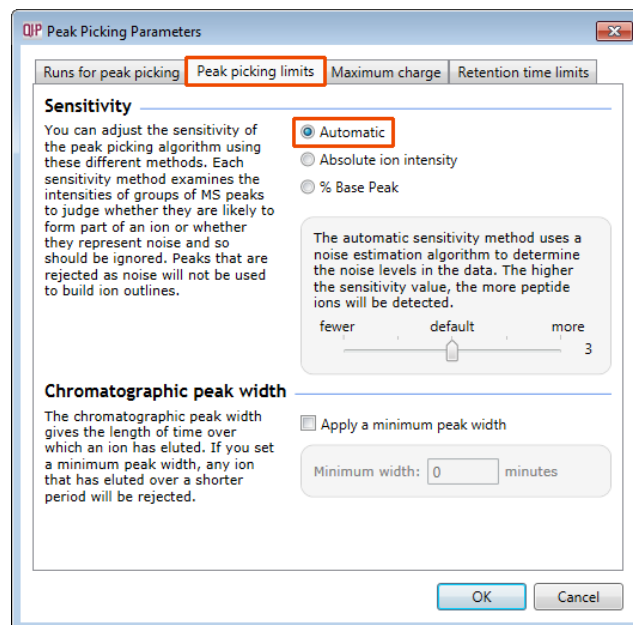 QIP Peak Picking Parameters
Runs for peak picking Peak picking limits Maximum charge Retention time limits
Sensitivity
You can adjust the sensitivity of
the peak picking algorithm using
these different methods. Each
sensitivity method examines the
intensities of groups of MS peaks
to judge whether they are likely to
form part of an ion or whether
they represent noise and so
should be ignored. Peaks that are
rejected as noise will not be used
to build ion outlines.
Automatic
Absolute ion intensity
% Base Peak
The automatic sensitivity method uses a
noise estimation algorithm to determine
the noise levels in the data. The higher
the sensitivity value, the more peptide
ions will be detected.
fewer default more
3
Chromatographic peak width
The chromatographic peak width
gives the length of time over
which an ion has eluted. If you set
a minimum peak width, any ion
that has eluted over a shorter
period will be rejected.
Apply a minimum peak width
Minimum width: 0 minutes
OK Cancel